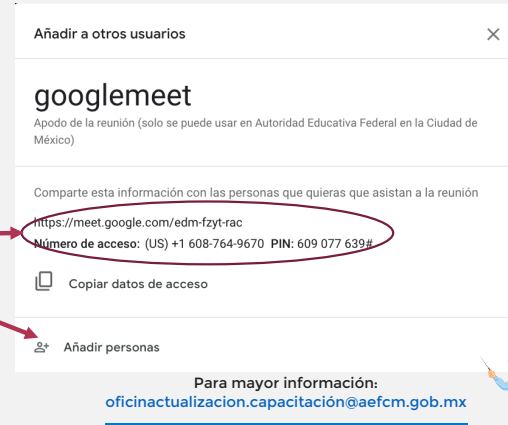 Añadir a otros usuarios
googlemeet
Apodo de la reunión (solo se puede usar en Autoridad Educativa Federal en la Ciudad de
México)
Comparte esta información con las personas que quieras que asistan a la reunión
https://meet.google.com/edm-fzyt-rac
Número de acceso: (US) +1 608-764-9670 PIN: 609 077 639#
Copiar datos de acceso
Añadir personas
Para mayor información:
oficinactualizacion.capacitación@aefcm.gob.mx